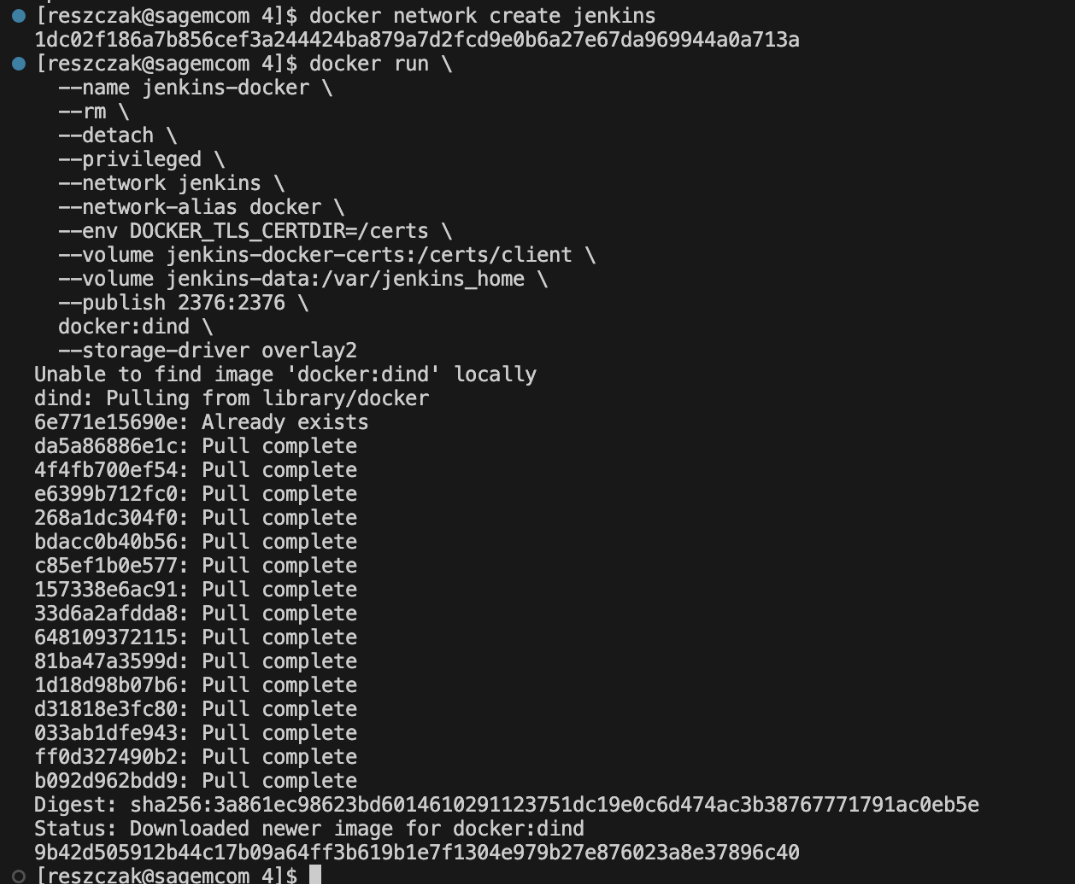 [reszczak@sagemcom 4]$ docker network create jenkins
1dc02f186a7b856cef3a244424ba879a7d2fcd9e0b6a27e67da969944a0a713a
[reszczak@sagemcom 4]$ docker run \
--name jenkins-docker \
--rm \
--detach \
--privileged \
--network jenkins \
--network-alias docker \
--env DOCKER_TLS_CERTDIR=/certs \
--volume jenkins-docker-certs:/certs/client \
--volume jenkins-data:/var/jenkins_home \
--publish 2376:2376 \
docker:dind \
--storage-driver overlay2
Unable to find image 'docker:dind' locally
dind: Pulling from library/docker
6e771e15690e: Already exists
da5a86886e1c: Pull complete
4f4fb700ef54: Pull complete
e6399b712fc0: Pull complete
268a1dc304f0: Pull complete
bdacc0b40b56: Pull complete
c85ef1b0e577: Pull complete
157338e6ac91: Pull complete
33d6a2afdda8: Pull complete
648109372115: Pull complete
81ba47a3599d: Pull complete
1d18d98b07b6: Pull complete
d31818e3fc80: Pull complete
033ab1dfe943: Pull complete
ff0d327490b2: Pull complete
b092d962bdd9: Pull complete
Digest: sha256:3a861ec98623bd6014610291123751dc19e0c6d474ac3b38767771791ac0eb5e
Status: Downloaded newer image for docker:dind
9b42d505912b44c17b09a64ff3b619b1e7f1304e979b27e876023a8e37896c40
[reszczak@sagemcom 4]$